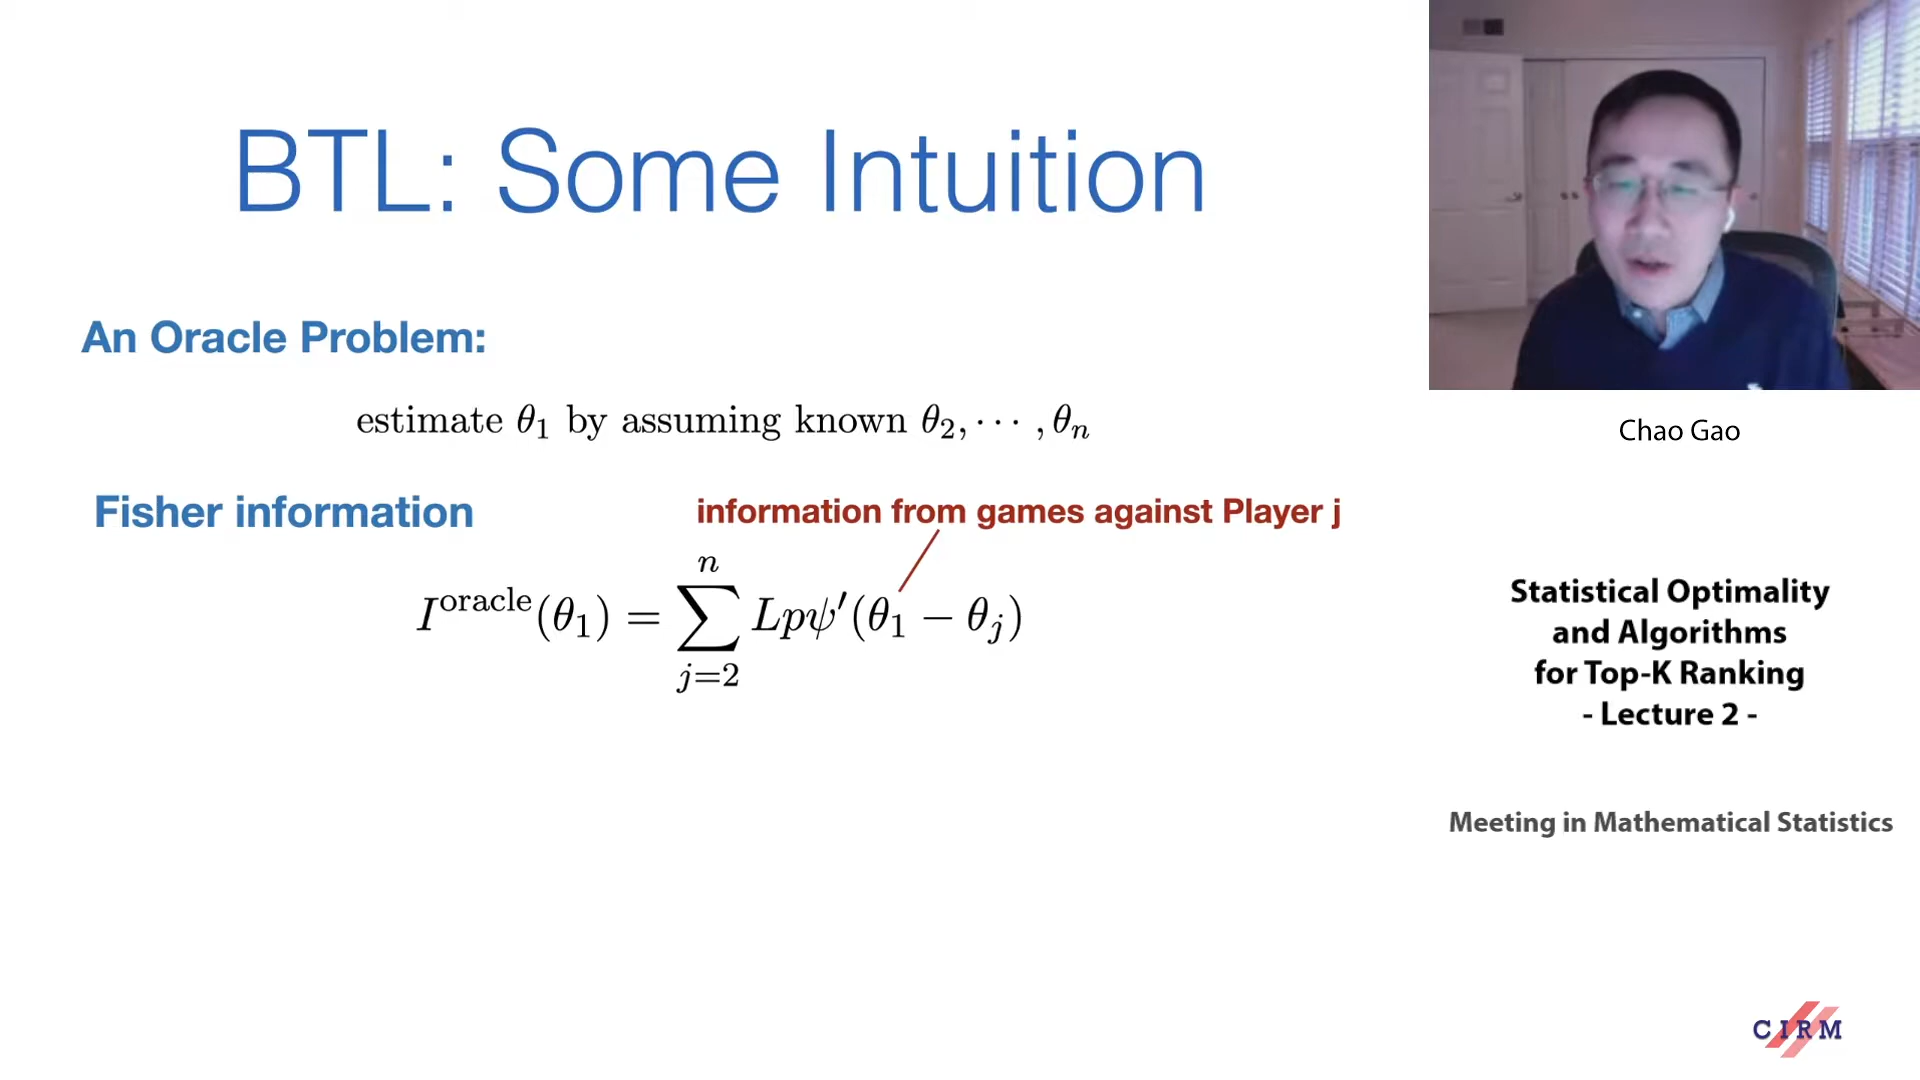 BTL: Some Intuition
An Oracle Problem:
estimate θ₁ by assuming known θ₂, ⋯ , θₙ
Fisher information
information from games against Player j
I^{oracle}(θ₁) = \sum_{j=2}^{n} Lpψ′(θ₁ − θⱼ)
Chao Gao
Statistical Optimality
and Algorithms
for Top-K Ranking
- Lecture 2 -
Meeting in Mathematical Statistics
CIRM